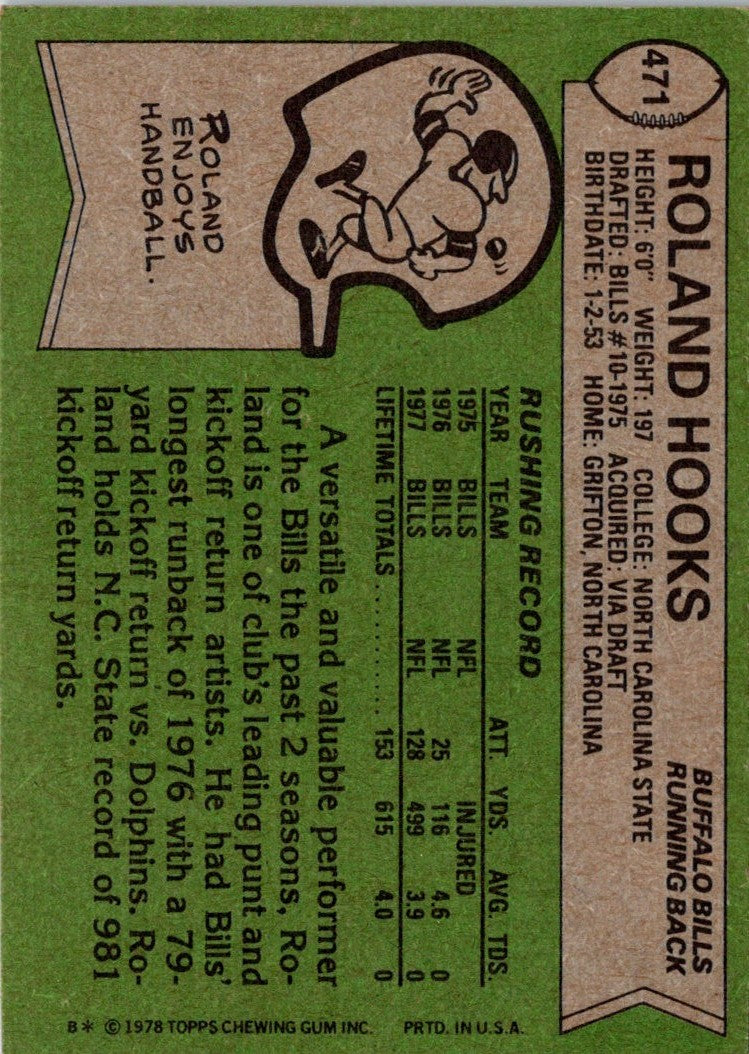 471
ROLAND HOOKS
BUFFALO BILLS
RUNNING BACK
HEIGHT: 6'0" WEIGHT: 197 COLLEGE: NORTH CAROLINA STATE
DRAFTED: BILLS #10-1975 ACQUIRED: VIA DRAFT
BIRTHDATE: 1-2-53 HOME: GRIFTON, NORTH CAROLINA
ROLAND
ENJOYS
HANDBALL.
RUSHING RECORD
YEAR TEAM ATT. YDS. AVG. TDS.
1975 BILLS NFL INJURED
1976 BILLS NFL 25 116 4.6 0
1977 BILLS NFL 128 499 3.9 0
LIFETIME TOTALS .......... 153 615 4.0 0
A versatile and valuable performer
for the Bills the past 2 seasons, Ro-
land is one of club's leading punt and
kickoff return artists. He had Bills'
longest runback of 1976 with a 79-
yard kickoff return vs. Dolphins. Ro-
land holds N.C. State record of 981
kickoff return yards.
B* © 1978 TOPPS CHEWING GUM INC. PRTD. IN U.S.A.